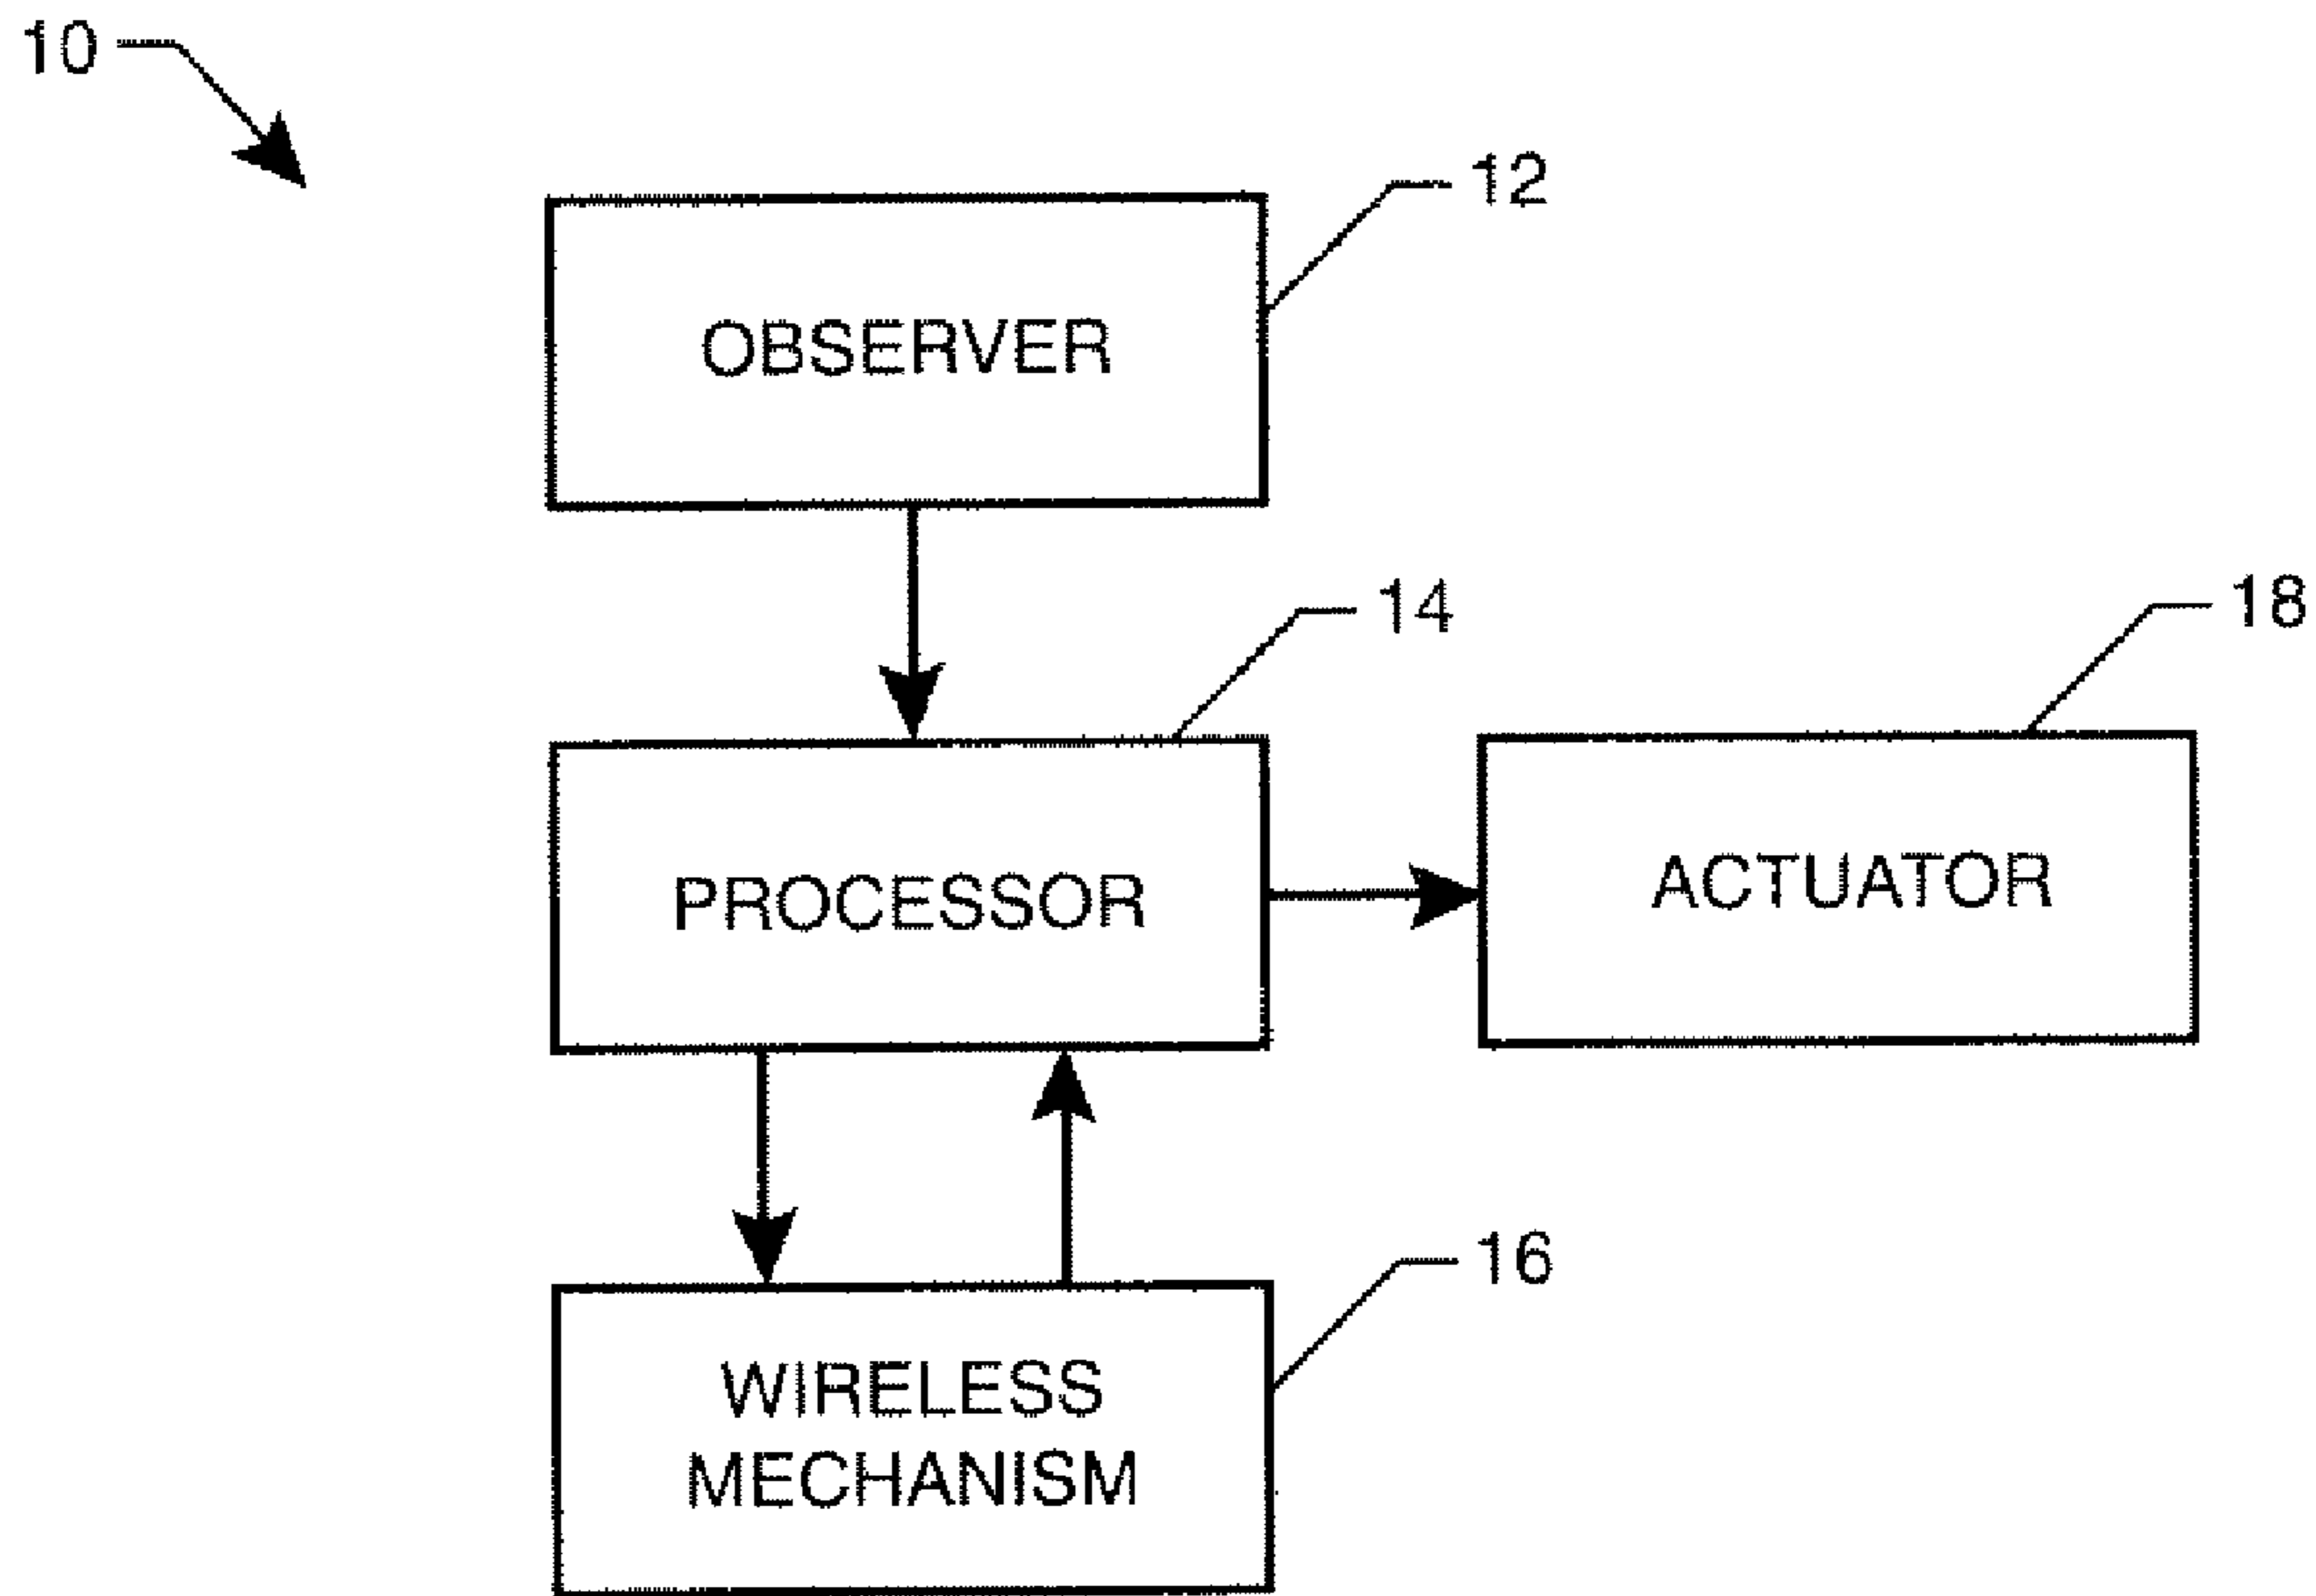 10
12
OBSERVER
14
18
PROCESSOR
ACTUATOR
16
WIRELESS
MECHANISM